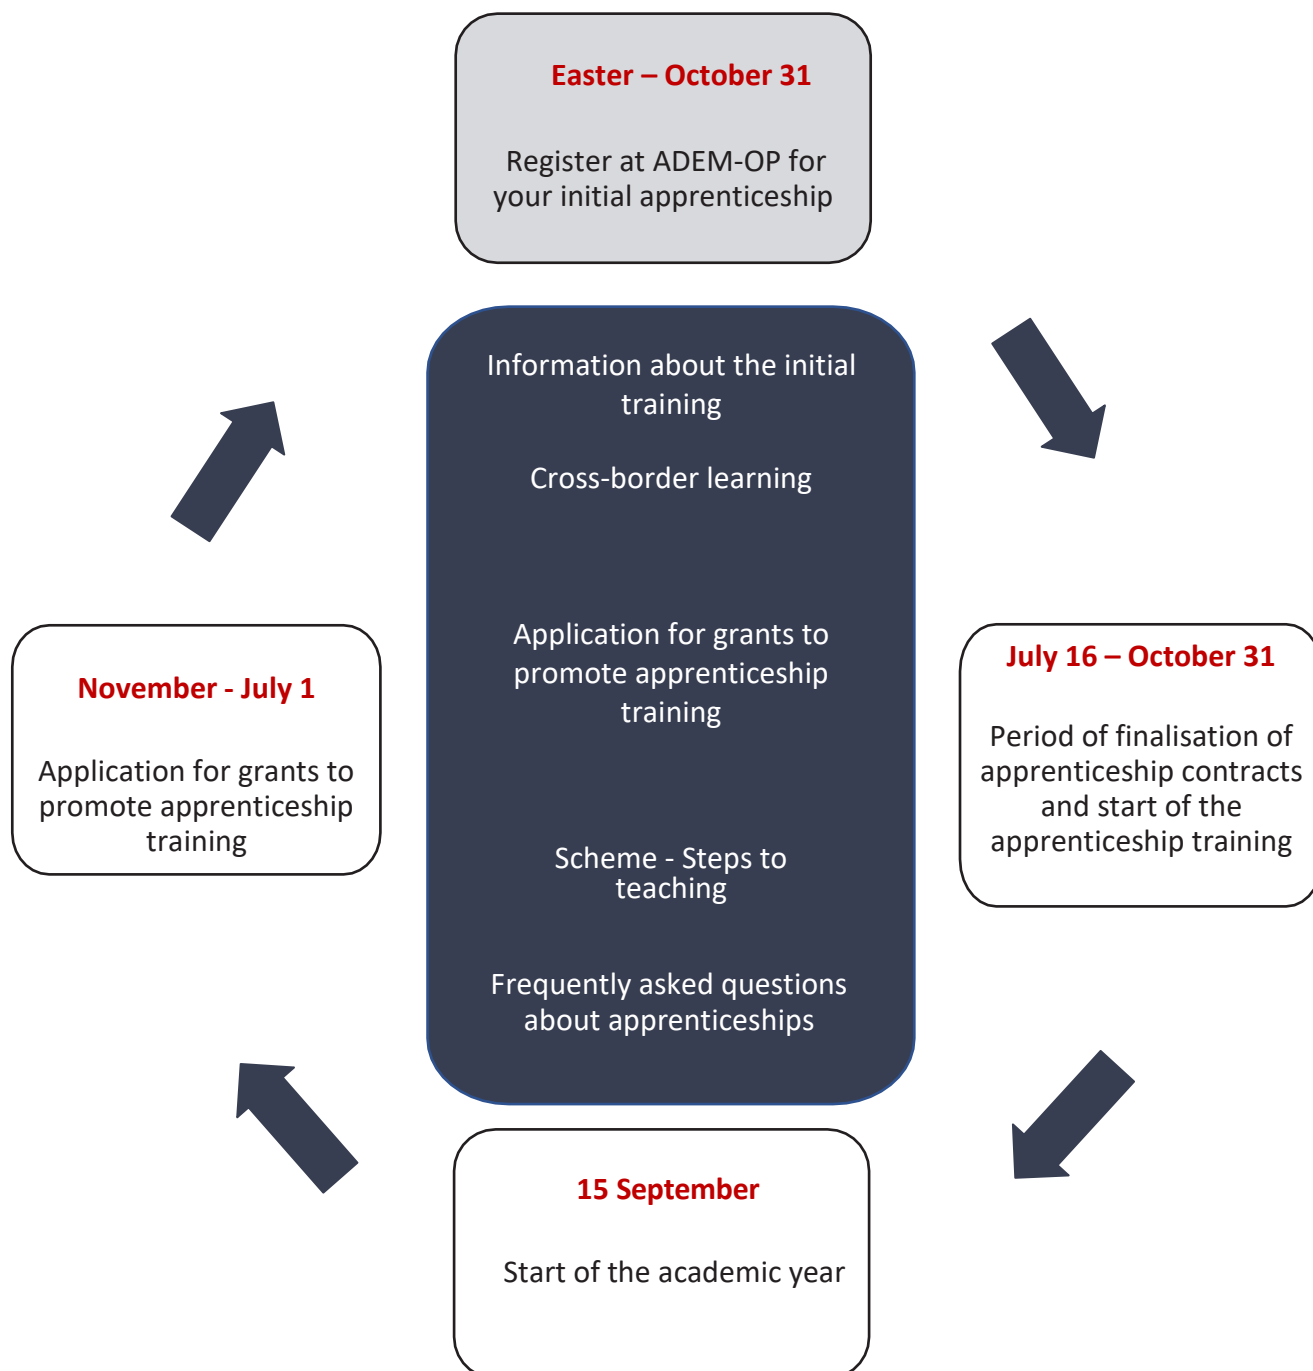 Easter – October 31
Register at ADEM-OP for
your initial apprenticeship
Information about the initial
training
Cross-border learning
Application for grants to
promote apprenticeship
training
Scheme - Steps to
teaching
Frequently asked questions
about apprenticeships
November - July 1
Application for grants to
promote apprenticeship
training
July 16 – October 31
Period of finalisation of
apprenticeship contracts
and start of the
apprenticeship training
15 September
Start of the academic year